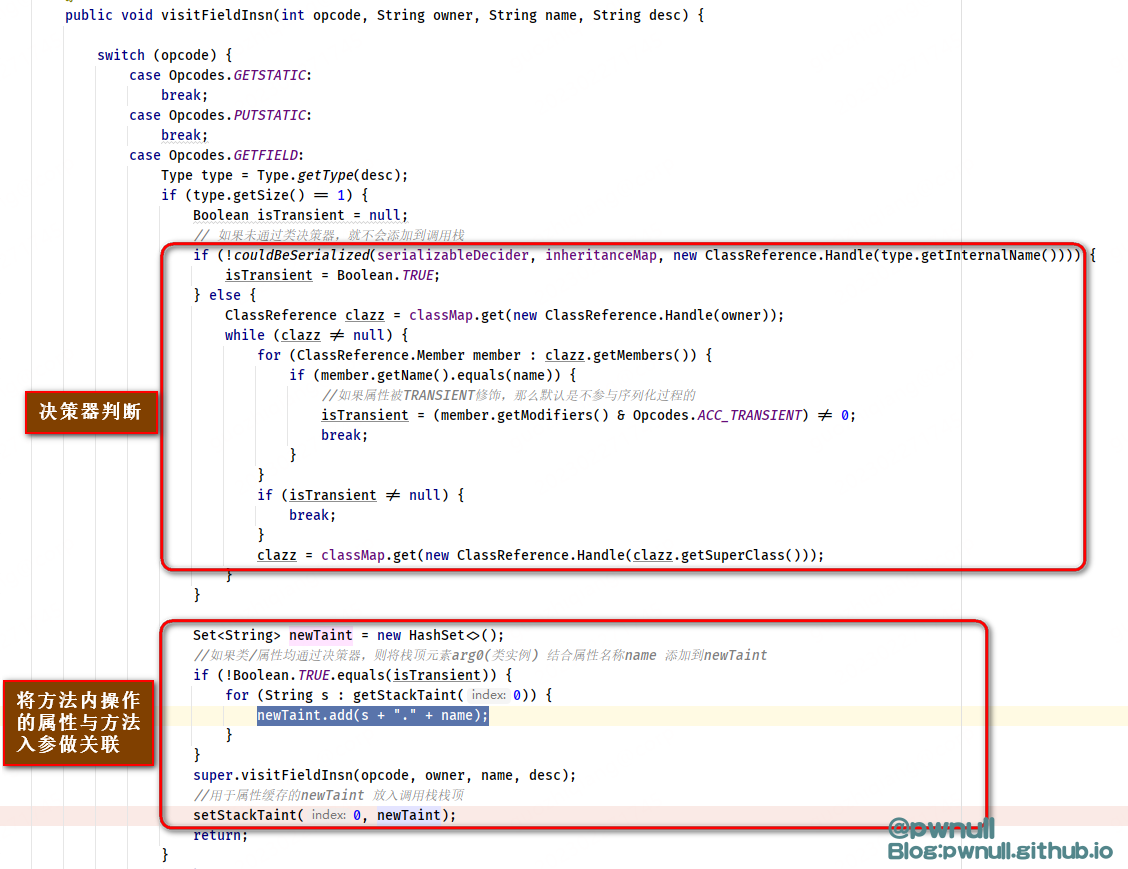 public void visitFieldInsn(int opcode, String owner, String name, String desc) {
switch (opcode) {
case Opcodes.GETSTATIC:
break;
case Opcodes.PUTSTATIC:
break;
case Opcodes.GETFIELD:
Type type = Type.getType(desc);
if (type.getSize() == 1) {
Boolean isTransient = null;
// 如果未通过类决策器，就不会添加到调用栈
if (!couldBeSerialized(serializableDecider, inheritanceMap, new ClassReference.Handle(type.getInternalName()))) {
isTransient = Boolean.TRUE;
} else {
ClassReference clazz = classMap.get(new ClassReference.Handle(owner));
while (clazz != null) {
for (ClassReference.Member member : clazz.getMembers()) {
if (member.getName().equals(name)) {
//如果属性被TRANSIENT修饰，那么默认是不参与序列化过程的
isTransient = (member.getModifiers() & Opcodes.ACC_TRANSIENT) != 0;
break;
}
}
if (isTransient != null) {
break;
}
clazz = classMap.get(new ClassReference.Handle(clazz.getSuperClass()));
}
}
决策器判断
Set<String> newTaint = new HashSet<>();
//如果类/属性均通过决策器，则将栈顶元素arg0(类实例) 结合属性名称name 添加到newTaint
if (!Boolean.TRUE.equals(isTransient)) {
for (String s : getStackTaint( index: 0)) {
newTaint.add(s + "." + name);
}
}
super.visitFieldInsn(opcode, owner, name, desc);
//用于属性缓存的newTaint 放入调用栈栈顶
setStackTaint( index: 0, newTaint);
return;
}
将方法内操作
的属性与方法
入参做关联
@pwnull
Blog:pwnull.github.io